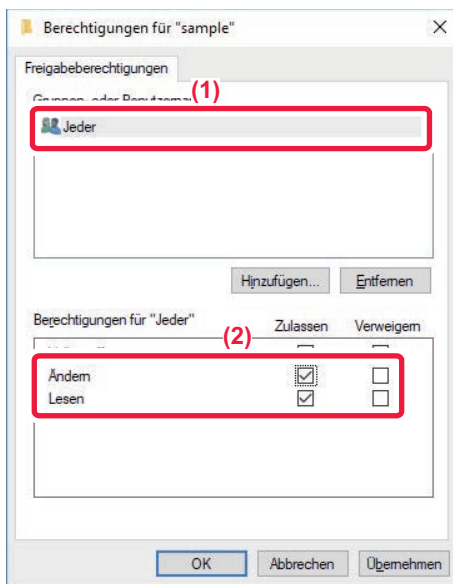 Berechtigungen für "sample"
Freigabeberechtigungen
(1)
Jeder
Hinzufügen... Entfernen
Berechtigungen für "Jeder"
(2)
Zulassen Verweigern
Ändern
Lesen
OK Abbrechen Übernehmen